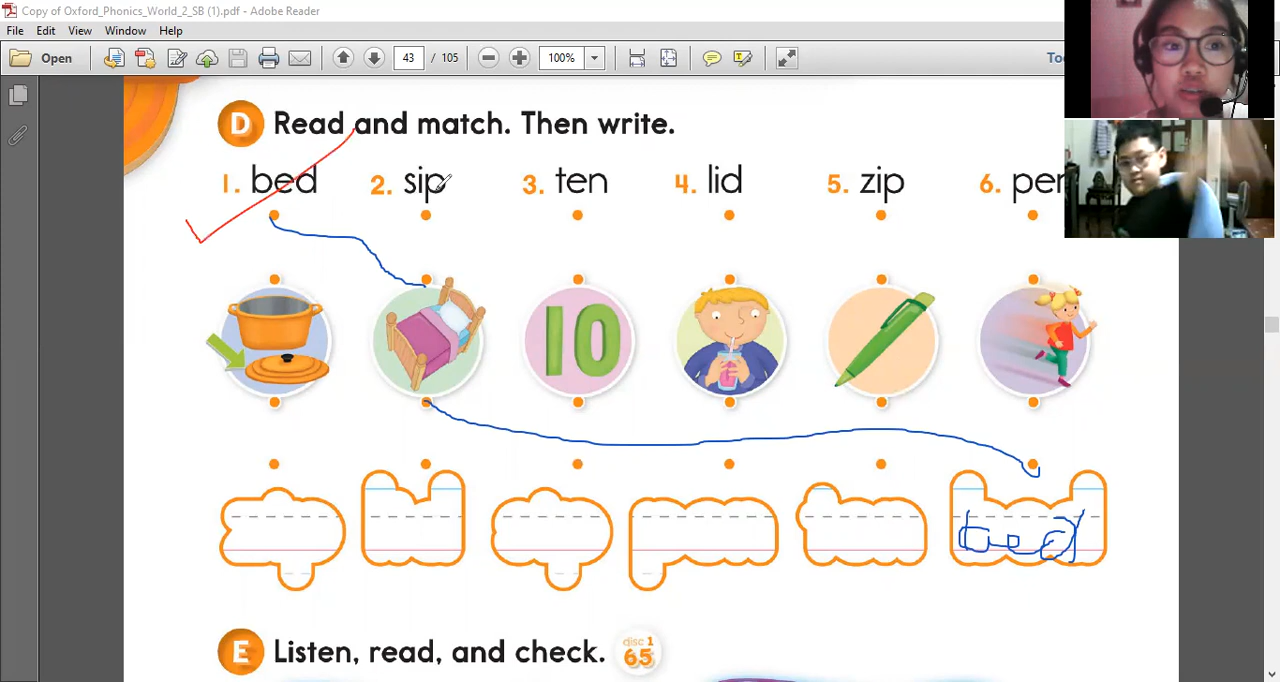 Copy of Oxford_Phonics_World_2_SB (1).pdf - Adobe Reader
File Edit View Window Help
Open 43 / 105 100% Too
D Read and match. Then write.
1. bed 2. sip 3. ten 4. lid 5. zip 6. pen
10
bed
E Listen, read, and check. disc 1 65